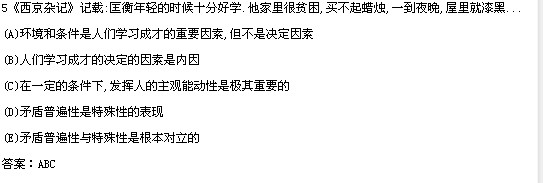 5《西京杂记》记载:匡衡年轻的时候十分好学.他家里很贫困,买不起蜡烛,一到夜晚,屋里就漆黑...
(A)环境和条件是人们学习成才的重要因素,但不是决定因素
(B)人们学习成才的决定的因素是内因
(C)在一定的条件下,发挥人的主观能动性是极其重要的
(D)矛盾普遍性是特殊性的表现
(E)矛盾普遍性与特殊性是根本对立的
答案：ABC